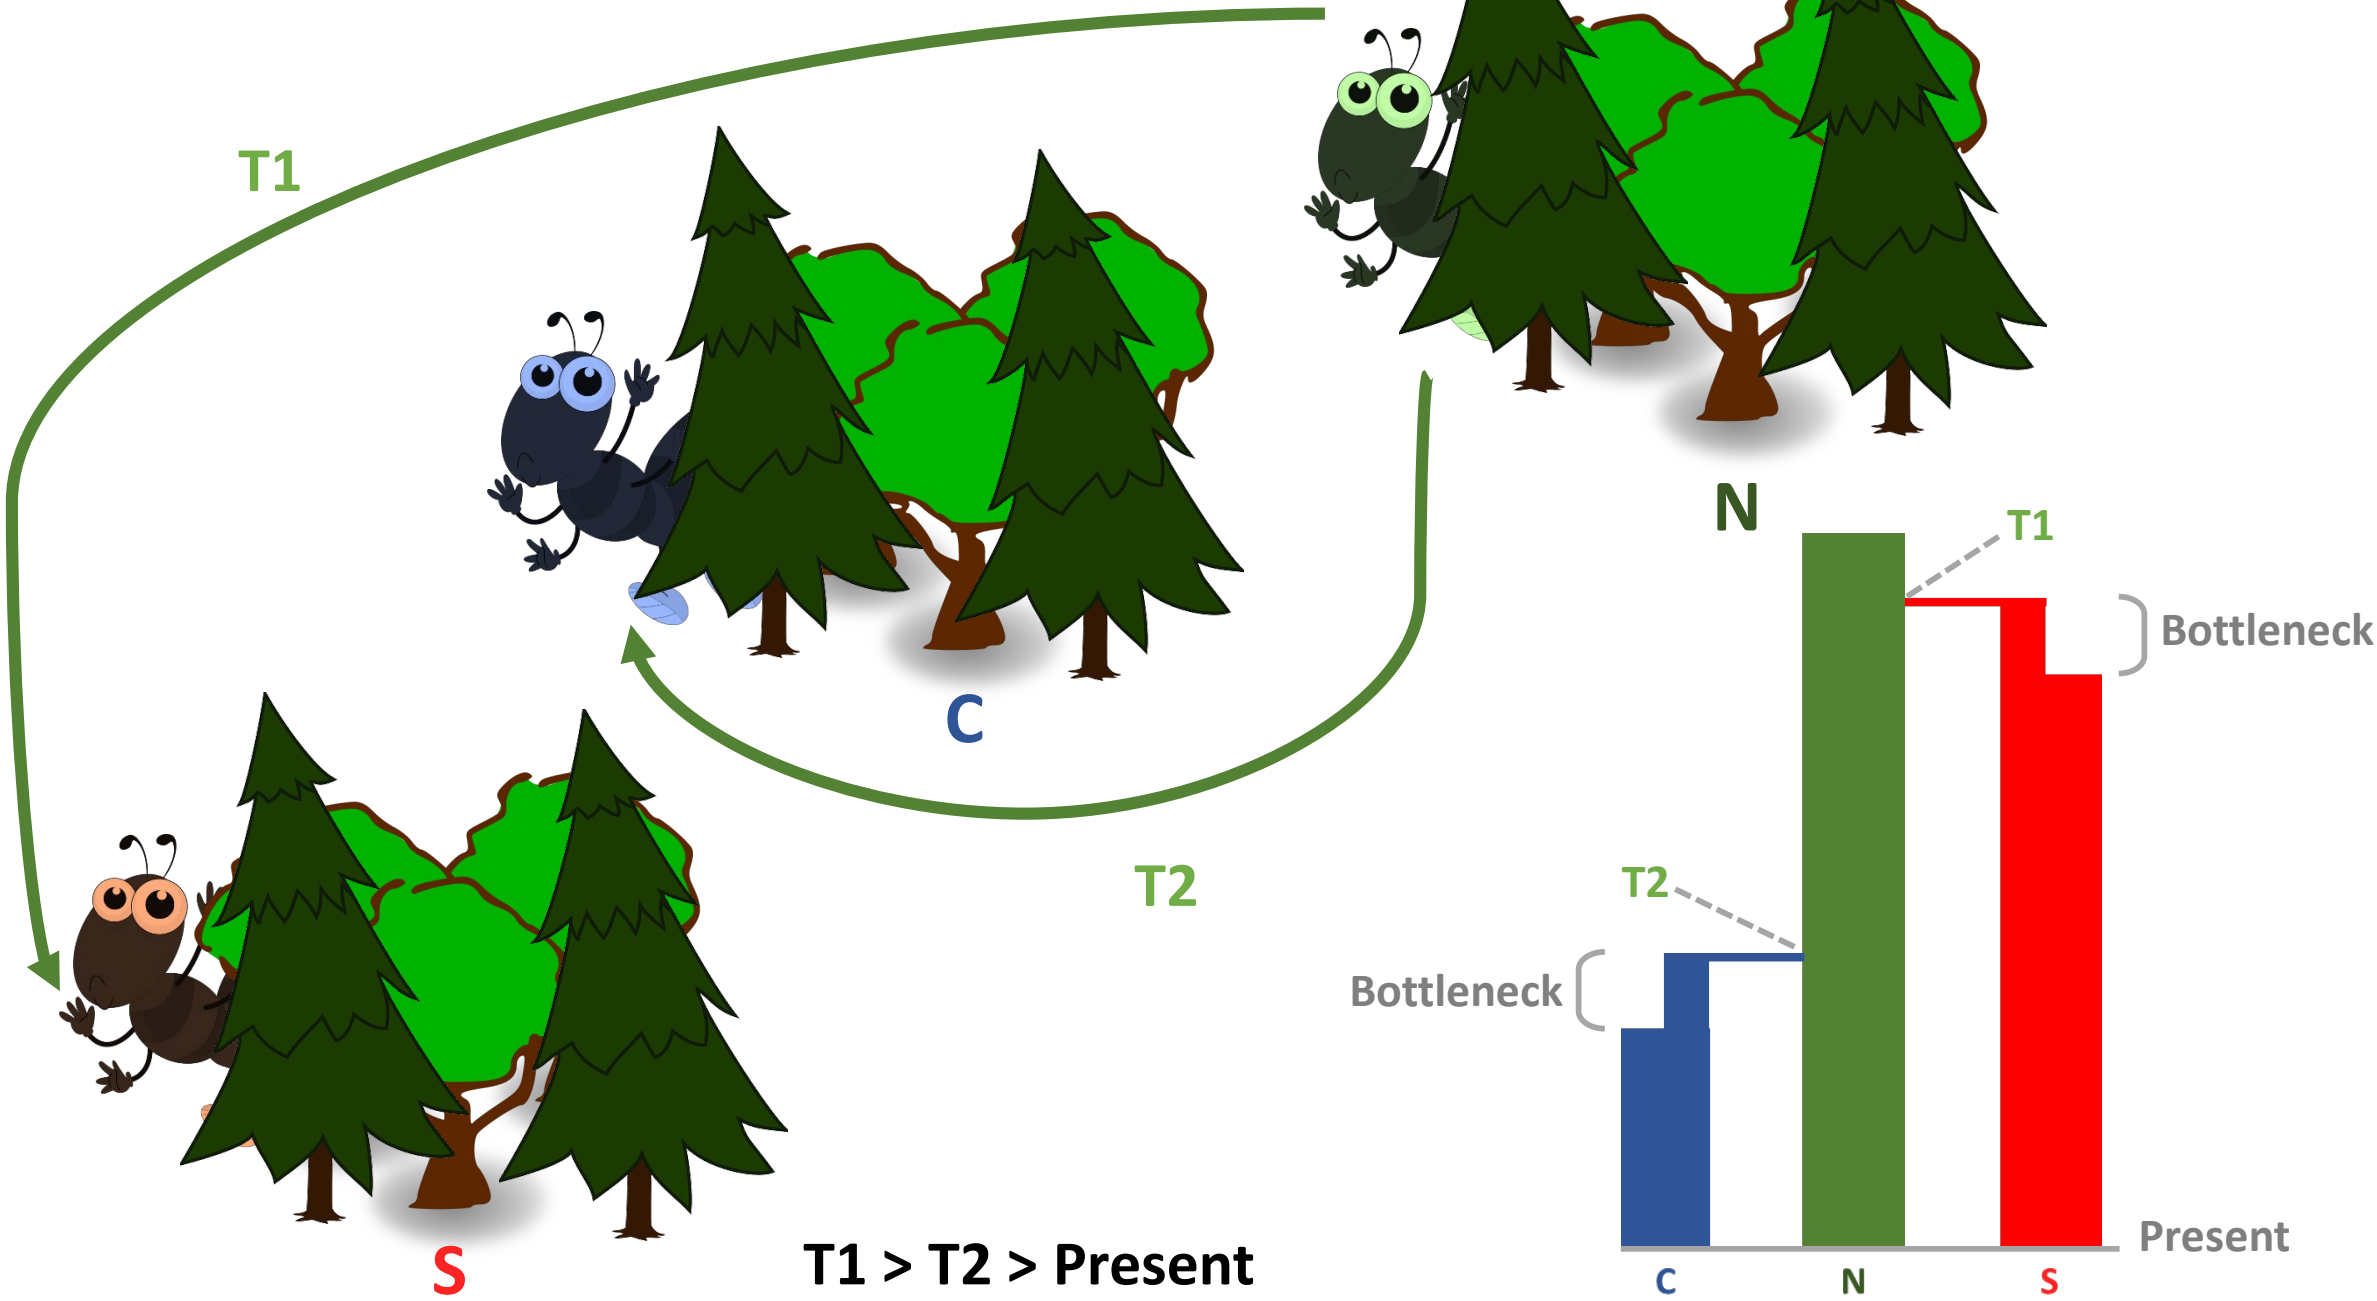 T1
N
T1
Bottleneck
C
T2
T2
Bottleneck
Present
S
T1 > T2 > Present
C
N
S